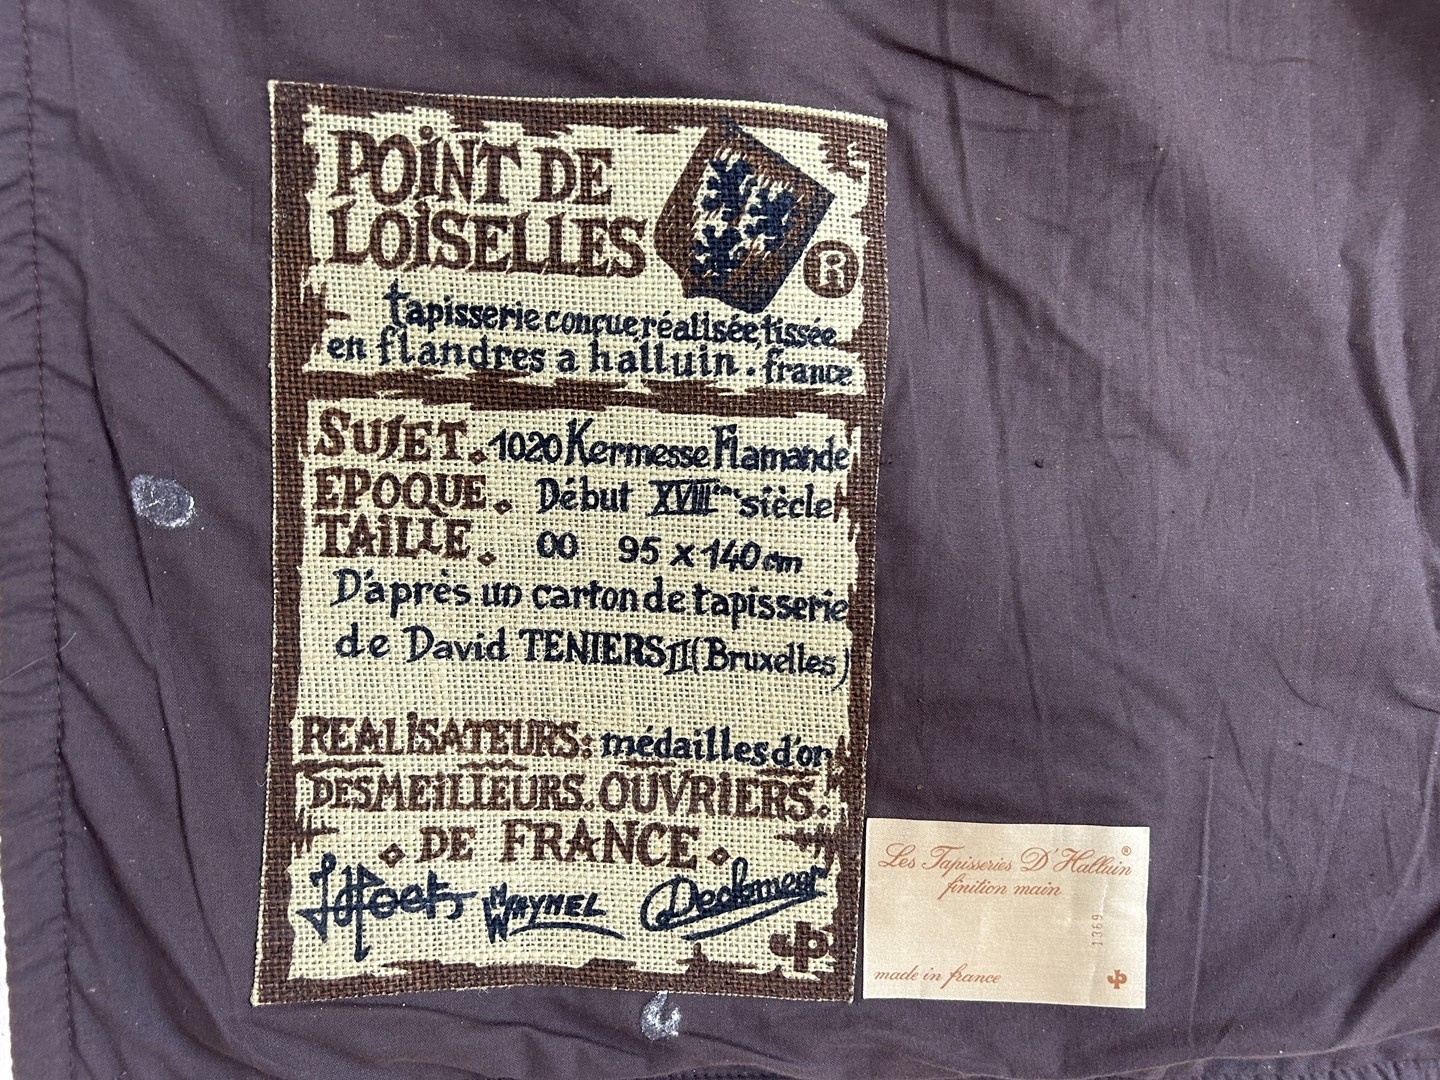 POiNT DE
LOiSELLES
®
tapisserie conçue, réalisée, tissée
en flandres a halluin . france
SUJET. 1020 Kermesse Flamande
EPOQUE. Début XVIIIème siècle
TAiLLE. 00 95 x 140 cm
D'après un carton de tapisserie
de David TENIERS II (Bruxelles)
REALiSATEURS: médailles d'or
DES MEiLLEURS. OUVRiERS.
DE FRANCE
WAYNEL
Les Tapisseries D'Halluin ®
finition main
1369
made in france